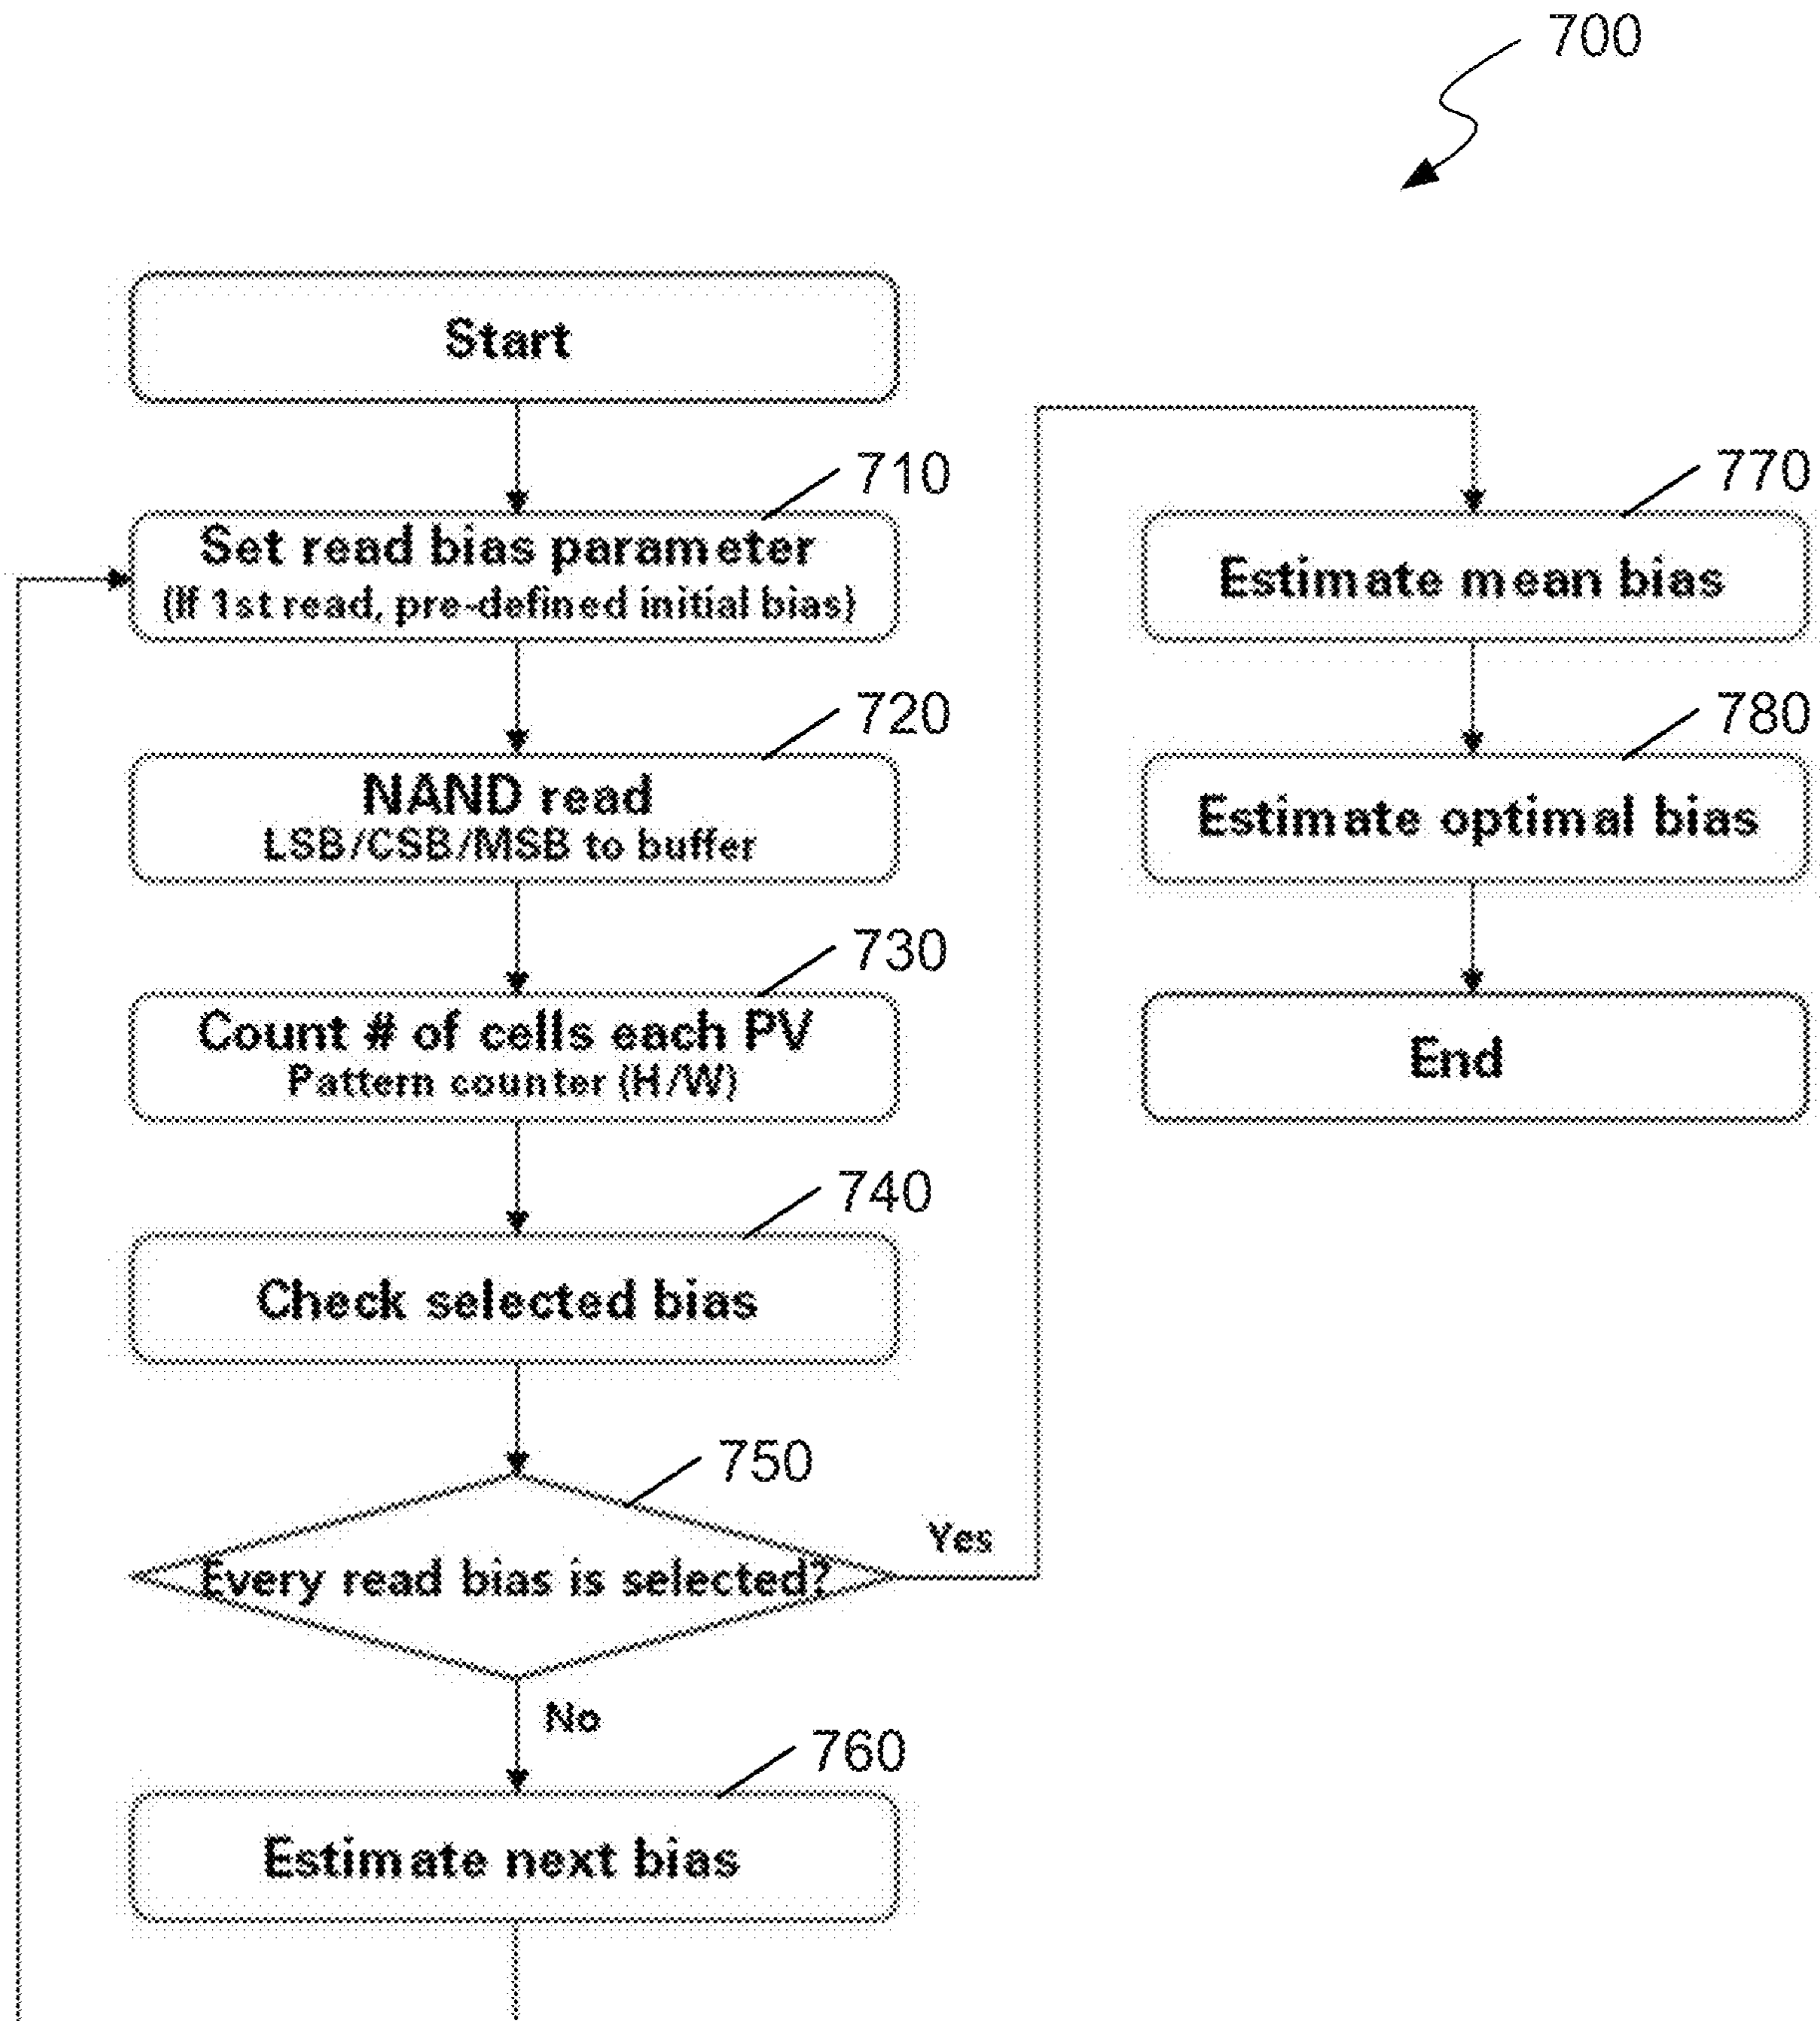 700
Start
710
Set read bias parameter
(If 1st read, pre-defined initial bias)
720
NAND read
LSB/CSB/MSB to buffer
730
Count # of cells each PV
Pattern counter (H/W)
740
Check selected bias
750
Every read bias is selected?
Yes
No
760
Estimate next bias
770
Estimate mean bias
780
Estimate optimal bias
End